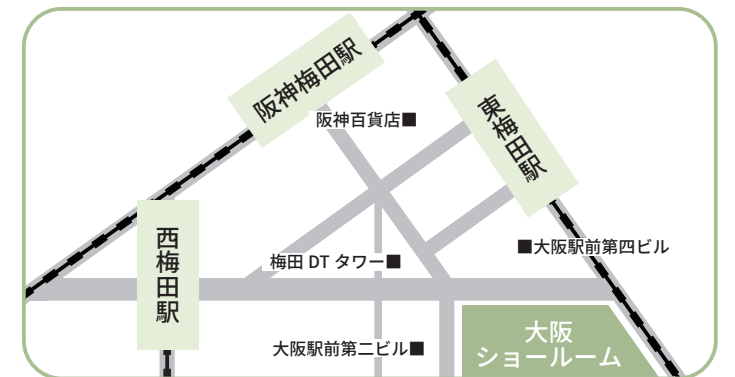 阪神梅田駅
阪神百貨店■
東梅田駅
西梅田駅
■大阪駅前第四ビル
梅田 DT タワー■
大阪駅前第二ビル■
大阪
ショールーム